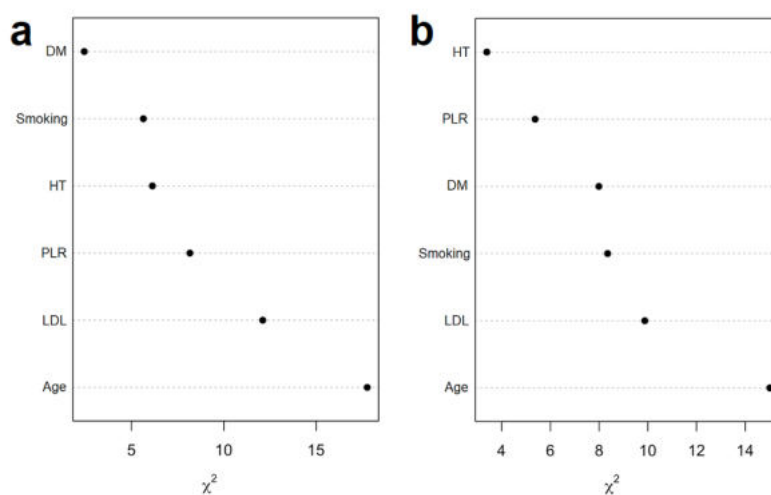 a
DM
Smoking
HT
PLR
LDL
Age
5 10 15
χ²
b
HT
PLR
DM
Smoking
LDL
Age
4 6 8 10 12 14
χ²